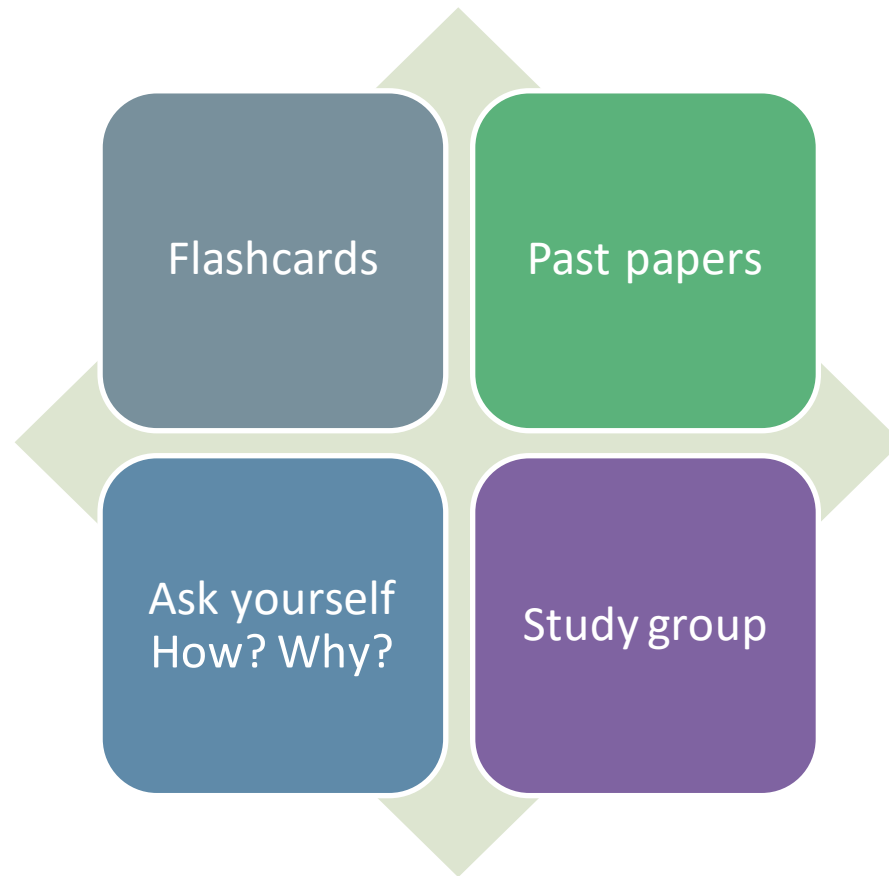 Flashcards
Past papers
Ask yourself
How? Why?
Study group